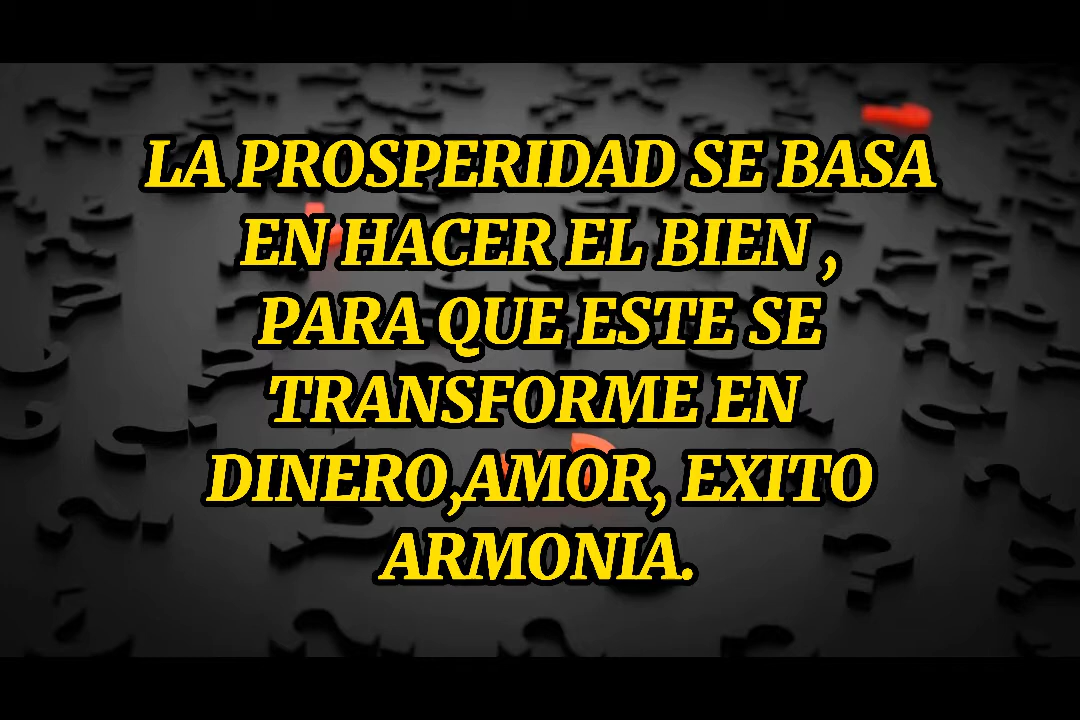 LA PROSPERIDAD SE BASA
EN HACER EL BIEN ,
PARA QUE ESTE SE
TRANSFORME EN
DINERO,AMOR, EXITO
ARMONIA.